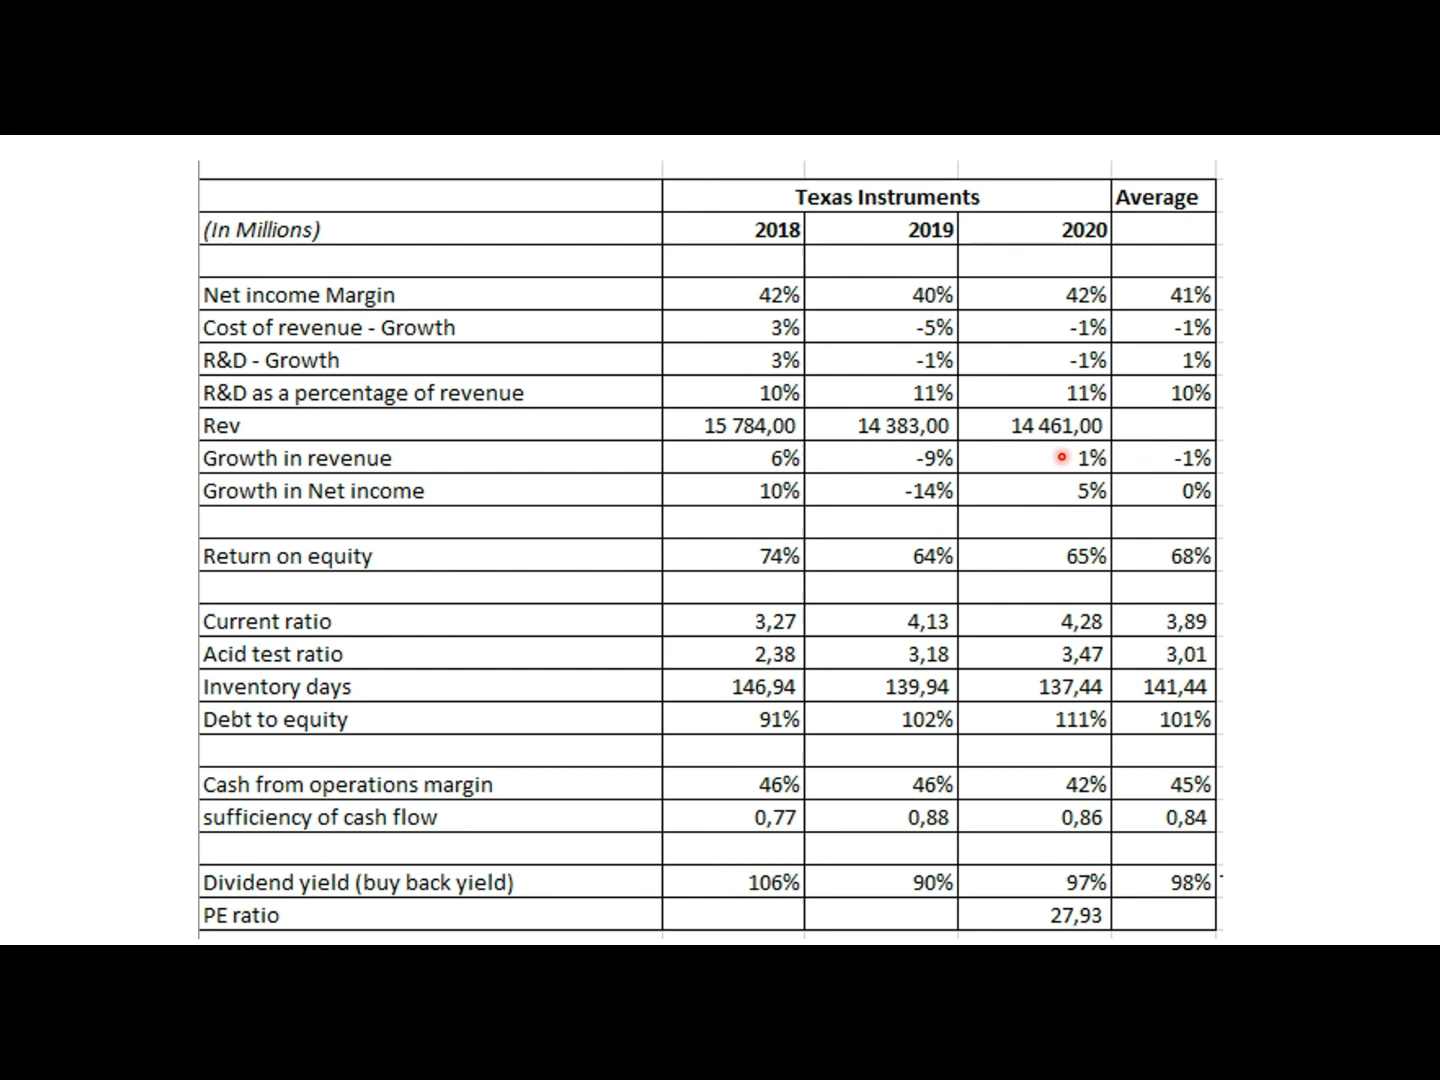 Texas Instruments Average
(In Millions) 2018 2019 2020
Net income Margin 42% 40% 42% 41%
Cost of revenue - Growth 3% -5% -1% -1%
R&D - Growth 3% -1% -1% 1%
R&D as a percentage of revenue 10% 11% 11% 10%
Rev 15 784,00 14 383,00 14 461,00
Growth in revenue 6% -9% 1% -1%
Growth in Net income 10% -14% 5% 0%
Return on equity 74% 64% 65% 68%
Current ratio 3,27 4,13 4,28 3,89
Acid test ratio 2,38 3,18 3,47 3,01
Inventory days 146,94 139,94 137,44 141,44
Debt to equity 91% 102% 111% 101%
Cash from operations margin 46% 46% 42% 45%
sufficiency of cash flow 0,77 0,88 0,86 0,84
Dividend yield (buy back yield) 106% 90% 97% 98%
PE ratio 27,93